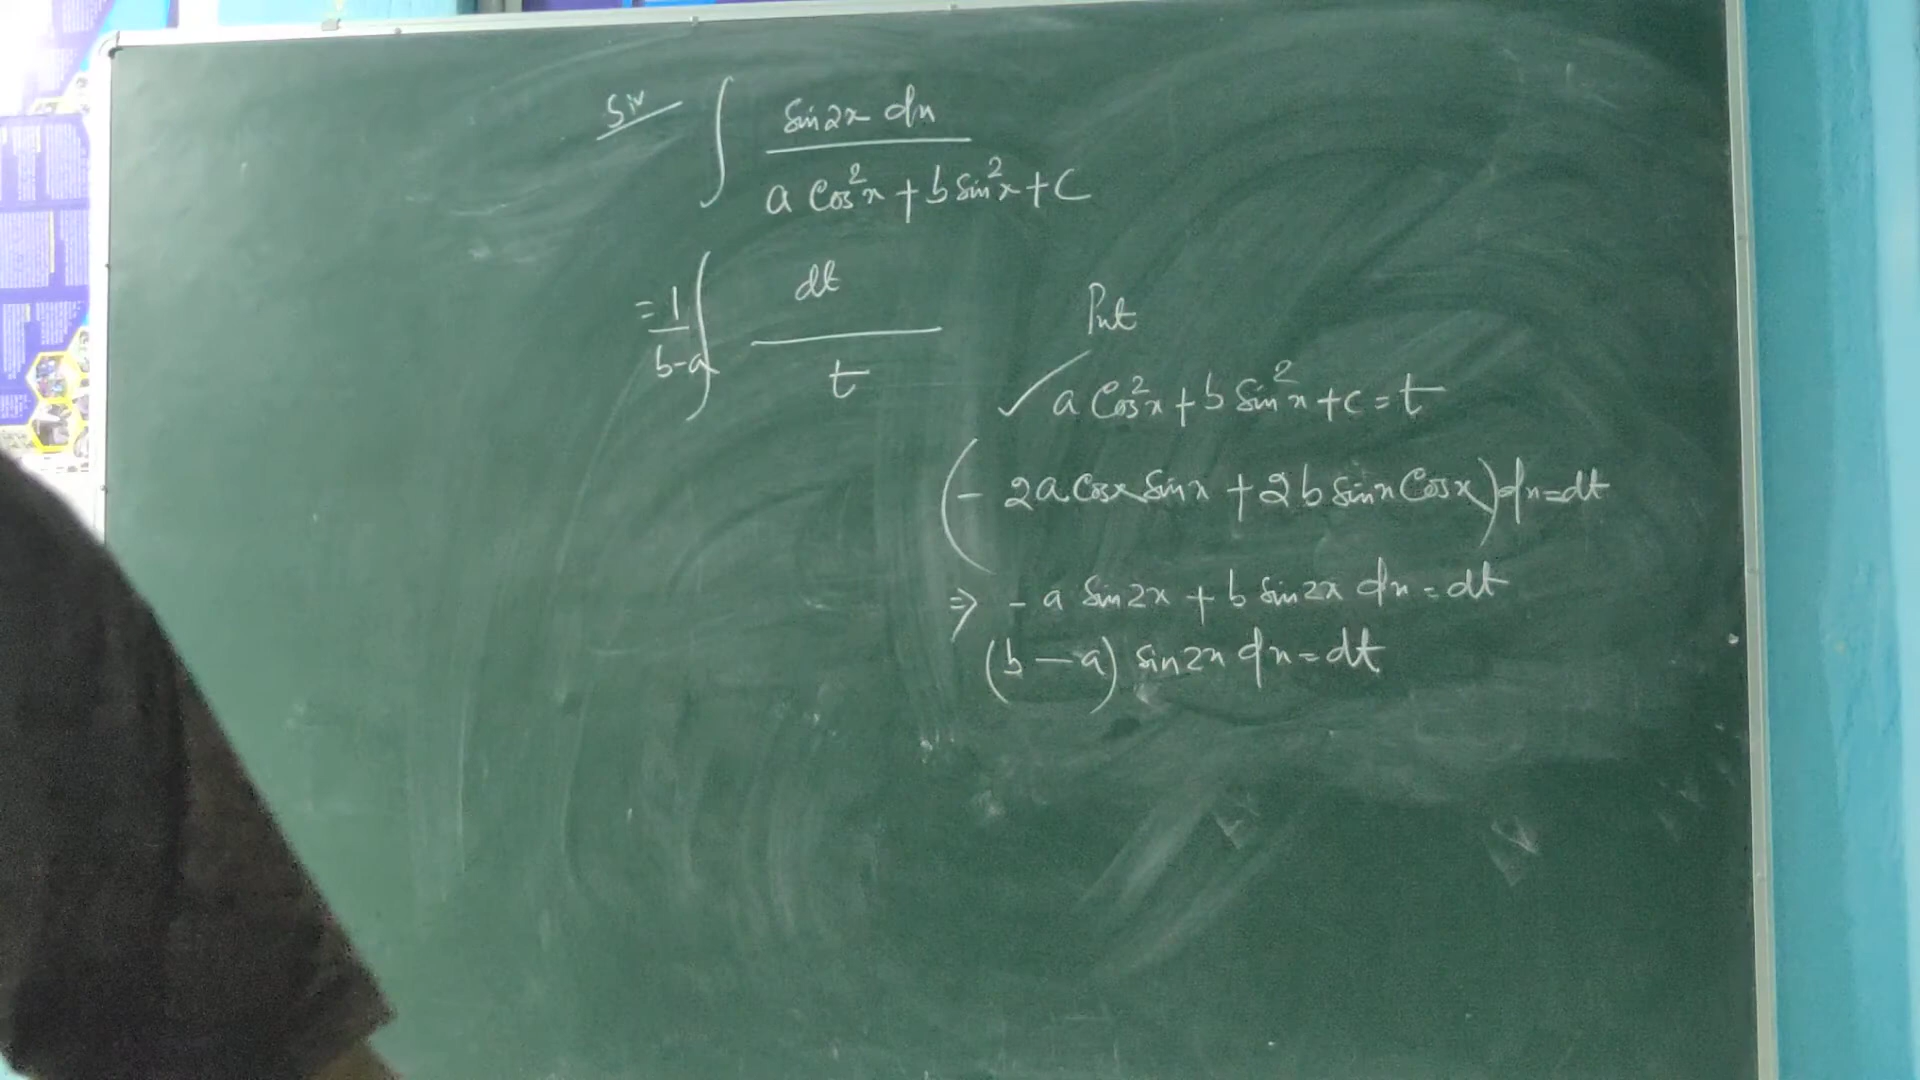 Sol ∫ sin2x dx / a cos²x + b sin²x + c
= 1/b-a ∫ dt / t
Put
✓ a cos²x + b sin²x + c = t
(- 2a cosx sinx + 2b sinx cosx) dx = dt
⇒ - a sin2x + b sin2x dx = dt
(b - a) sin2x dx = dt